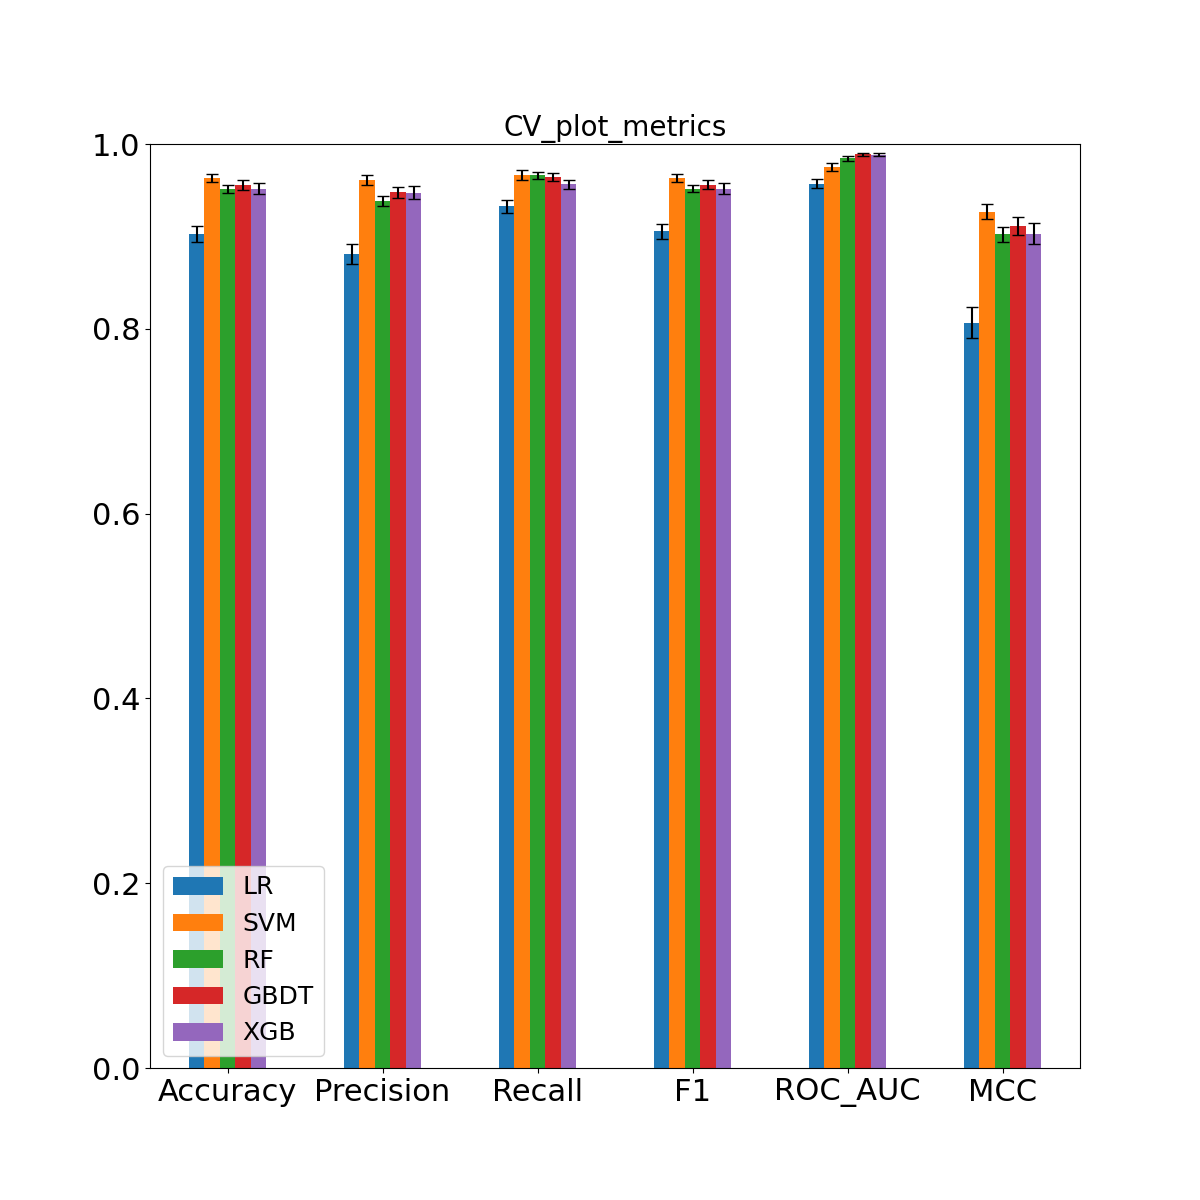 CV_plot_metrics
1.0
0.8
0.6
0.4
0.2
0.0
LR
SVM
RF
GBDT
XGB
Accuracy Precision Recall F1 ROC_AUC MCC